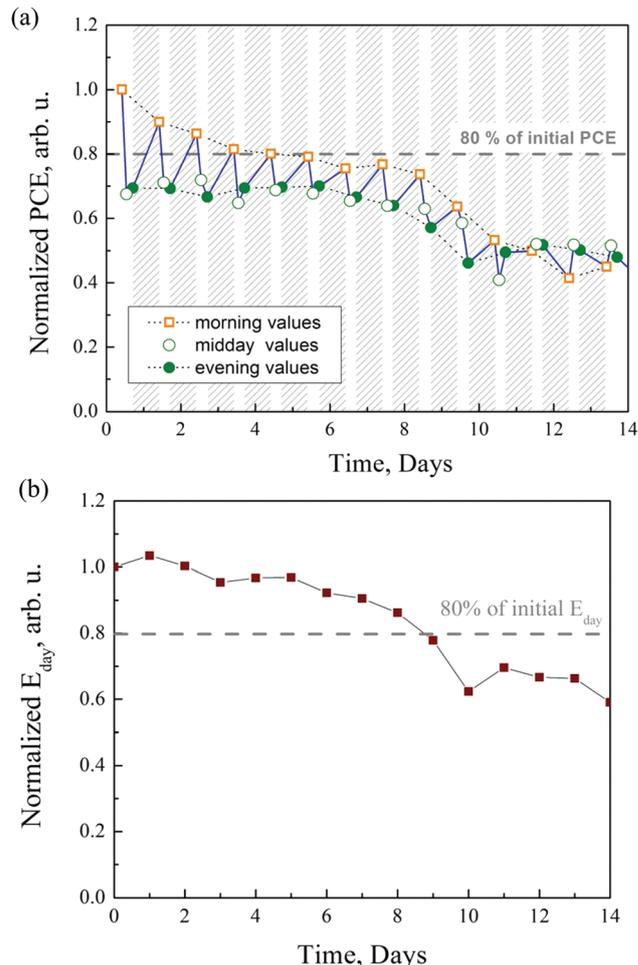 (a)
1.2
1.0
0.8
0.6
0.4
0.2
0.0
Normalized PCE, arb. u.
80 % of initial PCE
morning values
midday values
evening values
0 2 4 6 8 10 12 14
Time, Days
(b)
1.2
1.0
0.8
0.6
0.4
0.2
0.0
Normalized Eday, arb. u.
80% of initial Eday
0 2 4 6 8 10 12 14
Time, Days